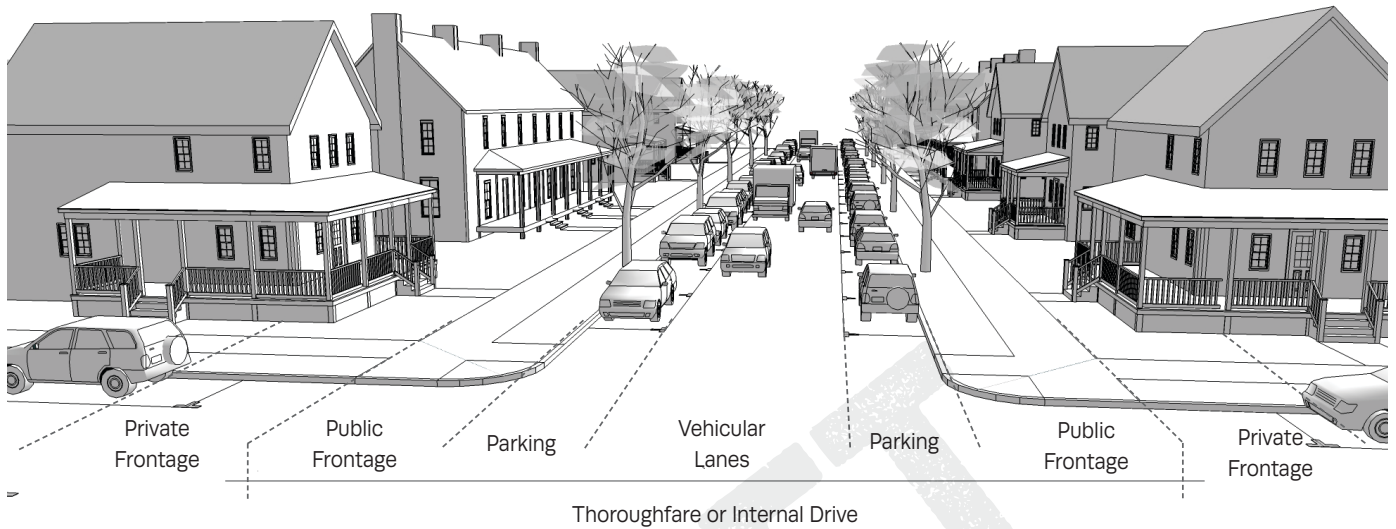 Private
Frontage
Public
Frontage
Parking
Vehicular
Lanes
Parking
Public
Frontage
Private
Frontage
Thoroughfare or Internal Drive